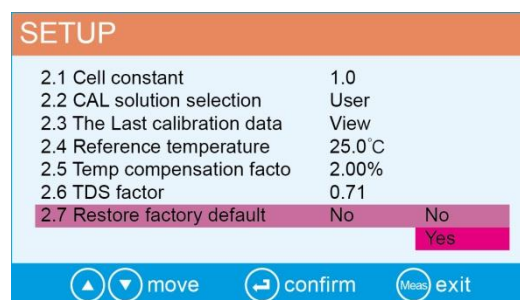 SETUP
2.1 Cell constant 1.0
2.2 CAL solution selection User
2.3 The Last calibration data View
2.4 Reference temperature 25.0°C
2.5 Temp compensation facto 2.00%
2.6 TDS factor 0.71
2.7 Restore factory default No No
Yes
move confirm Meas exit